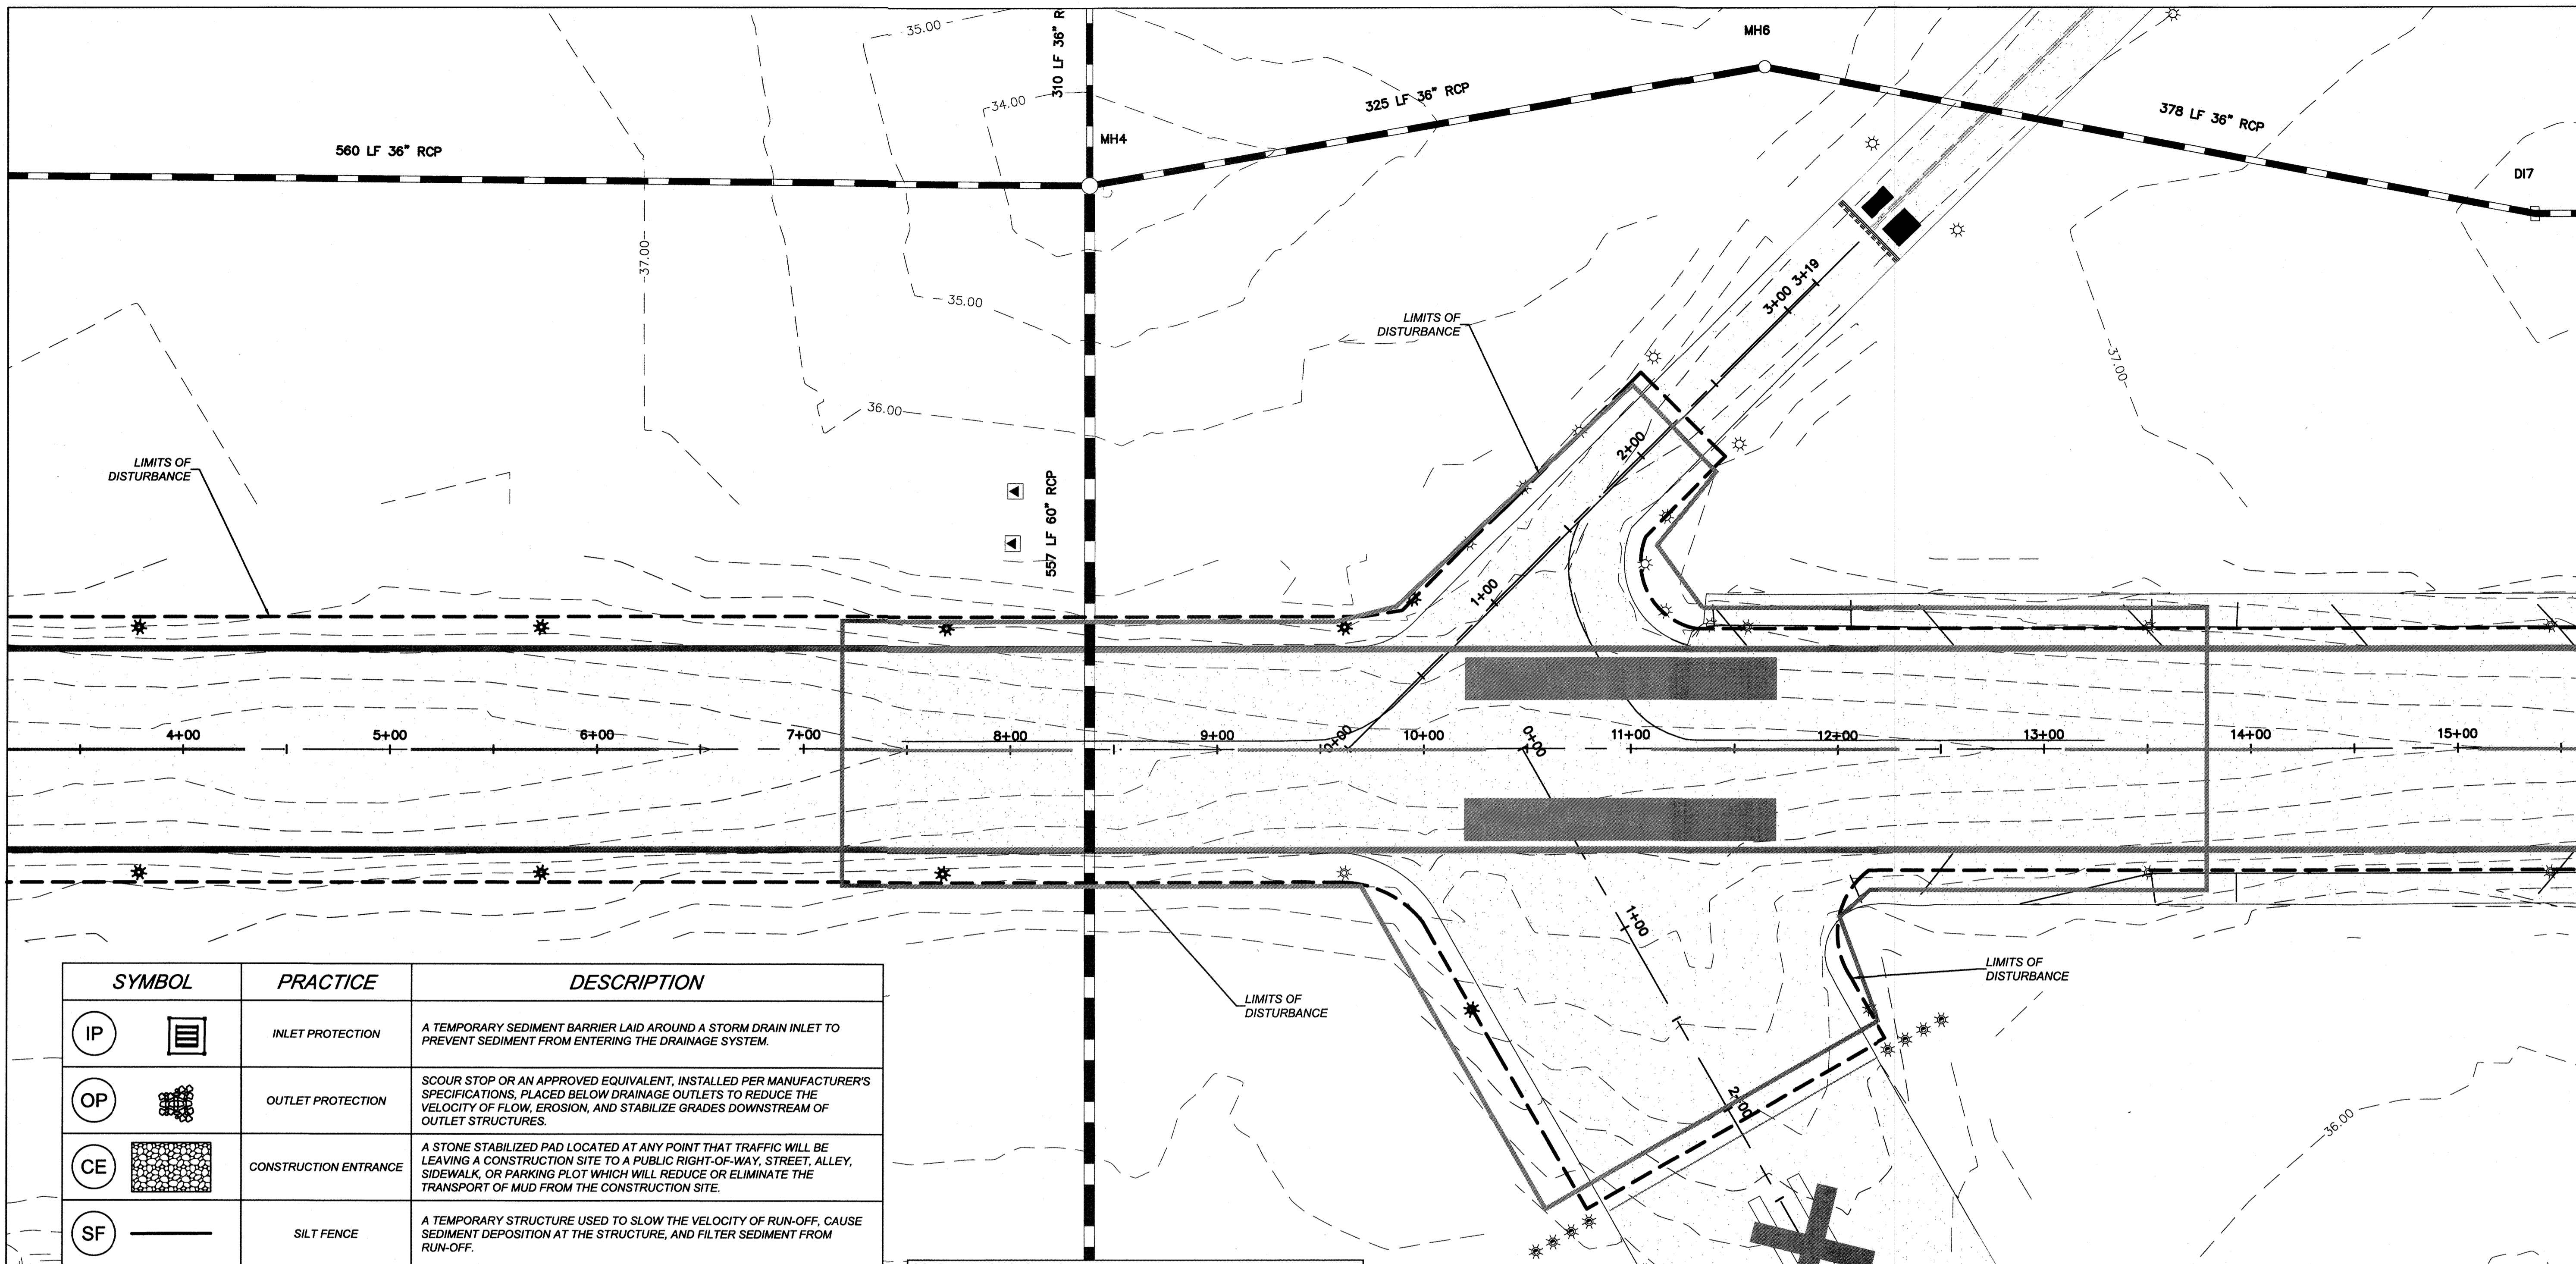 35.00
310 LF 36" R
MH6
34.00
325 LF 36" RCP
378 LF 36" RCP
MH4
560 LF 36" RCP
DI7
37.00
35.00
3+00 3+19
LIMITS OF
DISTURBANCE
37.00
36.00
2+00
LIMITS OF
DISTURBANCE
557 LF 60" RCP
1+00
4+00 5+00 6+00 7+00 8+00 9+00 0+00 10+00 0+00 11+00 12+00 13+00 14+00 15+00
1+00
LIMITS OF
DISTURBANCE
LIMITS OF
DISTURBANCE
2+00
36.00
SYMBOL PRACTICE DESCRIPTION
IP INLET PROTECTION
A TEMPORARY SEDIMENT BARRIER LAID AROUND A STORM DRAIN INLET TO
PREVENT SEDIMENT FROM ENTERING THE DRAINAGE SYSTEM.
OP OUTLET PROTECTION
SCOUR STOP OR AN APPROVED EQUIVALENT, INSTALLED PER MANUFACTURER'S
SPECIFICATIONS, PLACED BELOW DRAINAGE OUTLETS TO REDUCE THE
VELOCITY OF FLOW, EROSION, AND STABILIZE GRADES DOWNSTREAM OF
OUTLET STRUCTURES.
CE CONSTRUCTION ENTRANCE
A STONE STABILIZED PAD LOCATED AT ANY POINT THAT TRAFFIC WILL BE
LEAVING A CONSTRUCTION SITE TO A PUBLIC RIGHT-OF-WAY, STREET, ALLEY,
SIDEWALK, OR PARKING PLOT WHICH WILL REDUCE OR ELIMINATE THE
TRANSPORT OF MUD FROM THE CONSTRUCTION SITE.
SF SILT FENCE
A TEMPORARY STRUCTURE USED TO SLOW THE VELOCITY OF RUN-OFF, CAUSE
SEDIMENT DEPOSITION AT THE STRUCTURE, AND FILTER SEDIMENT FROM
RUN-OFF.